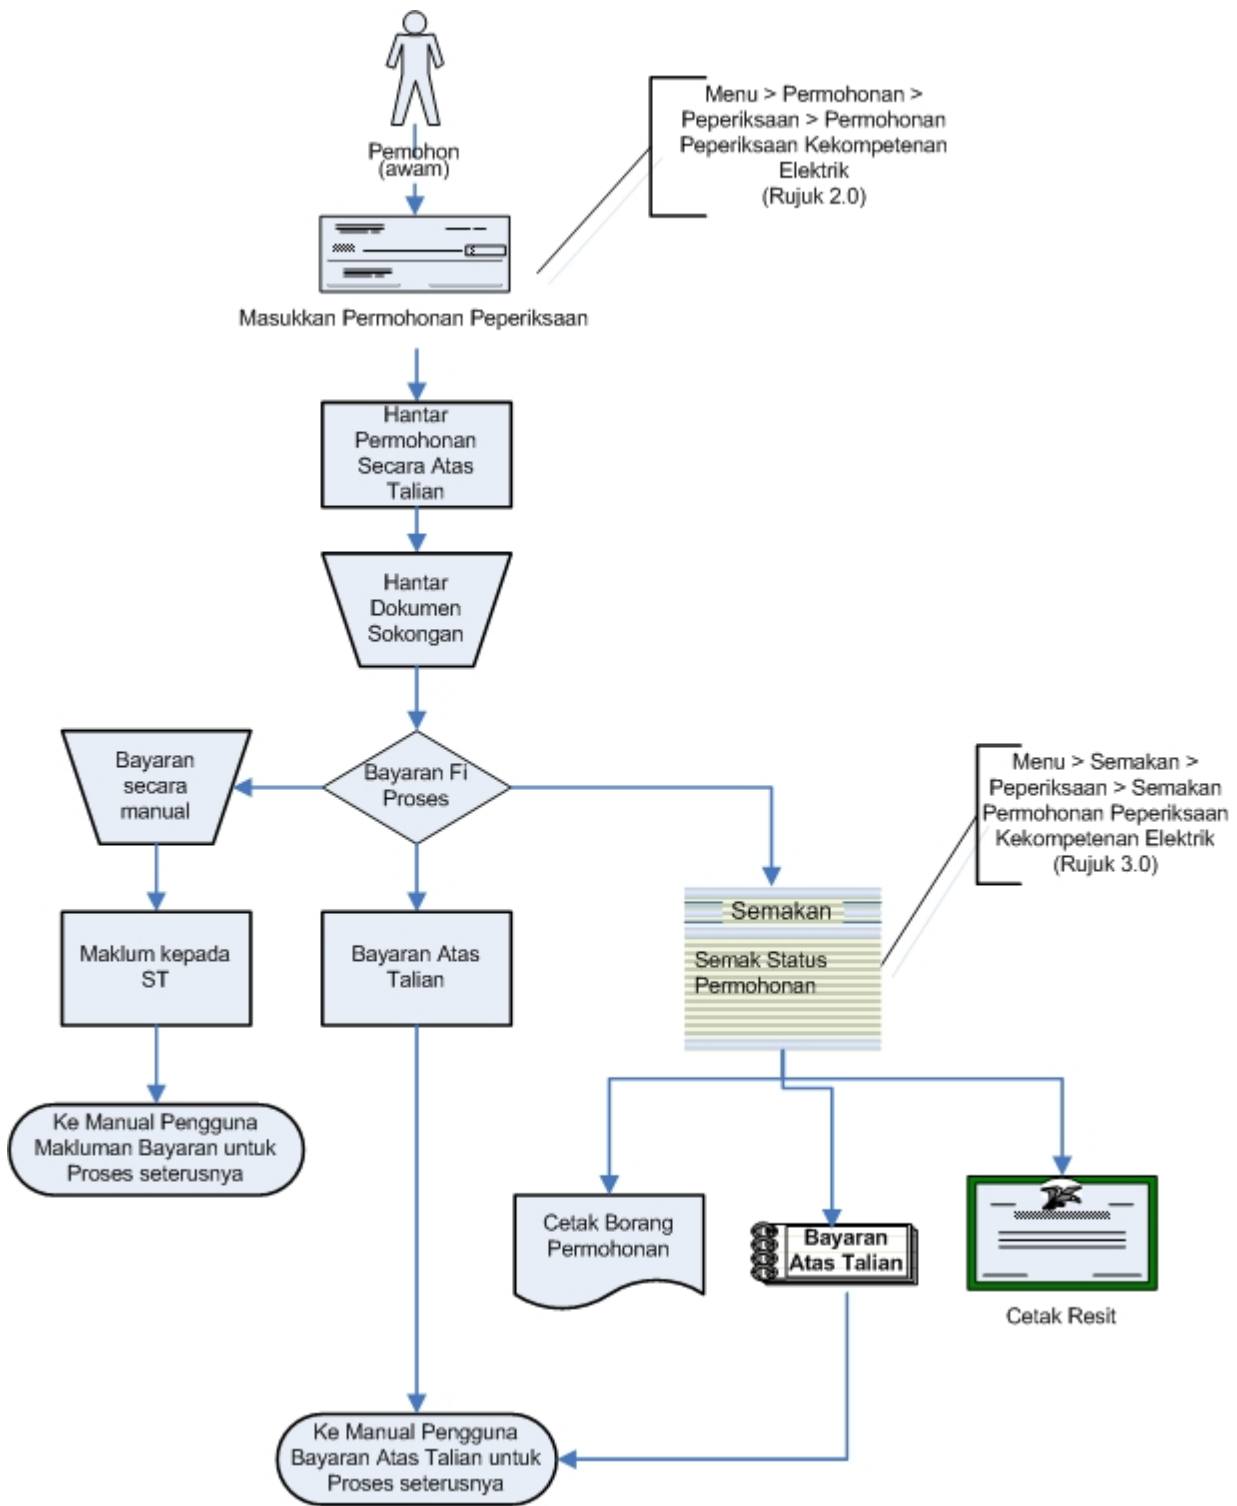 Pemohon
(awam)
Menu > Permohonan >
Peperiksaan > Permohonan
Peperiksaan Kekompetenan
Elektrik
(Rujuk 2.0)
Masukkan Permohonan Peperiksaan
Hantar
Permohonan
Secara Atas
Talian
Hantar
Dokumen
Sokongan
Bayaran
secara
manual
Bayaran Fi
Proses
Menu > Semakan >
Peperiksaan > Semakan
Permohonan Peperiksaan
Kekompetenan Elektrik
(Rujuk 3.0)
Maklum kepada
ST
Bayaran Atas
Talian
Semakan
Semak Status
Permohonan
Ke Manual Pengguna
Makluman Bayaran untuk
Proses seterusnya
Cetak Borang
Permohonan
Bayaran
Atas Talian
Cetak Resit
Ke Manual Pengguna
Bayaran Atas Talian untuk
Proses seterusnya